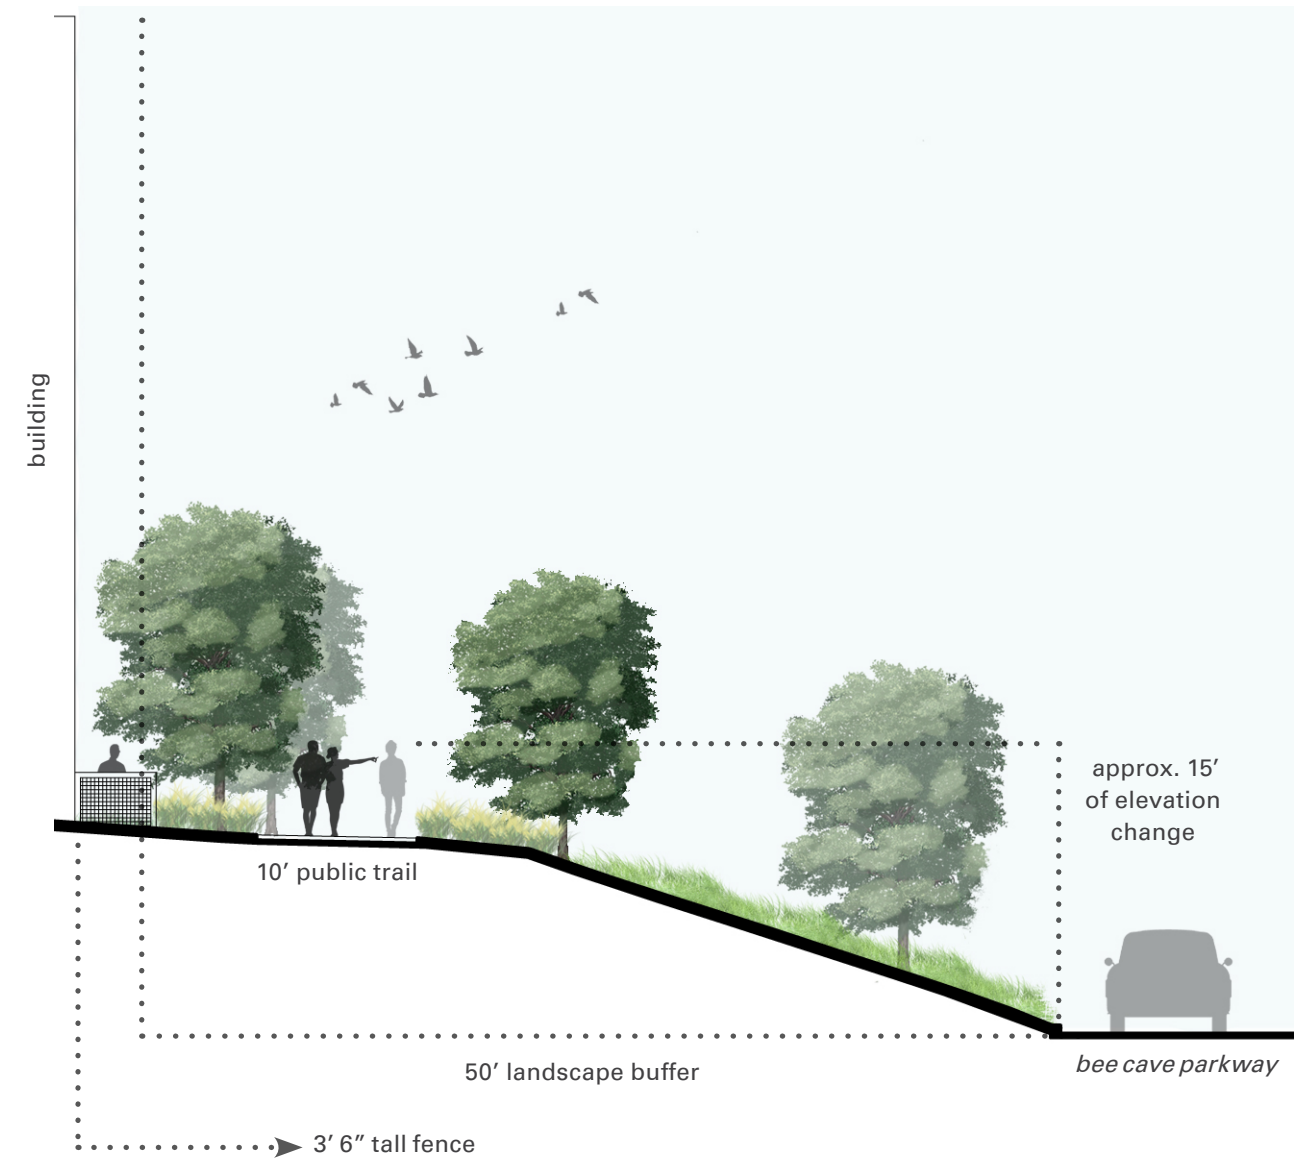 building
approx. 15’
of elevation
change
10’ public trail
bee cave parkway
50’ landscape buffer
3’ 6” tall fence